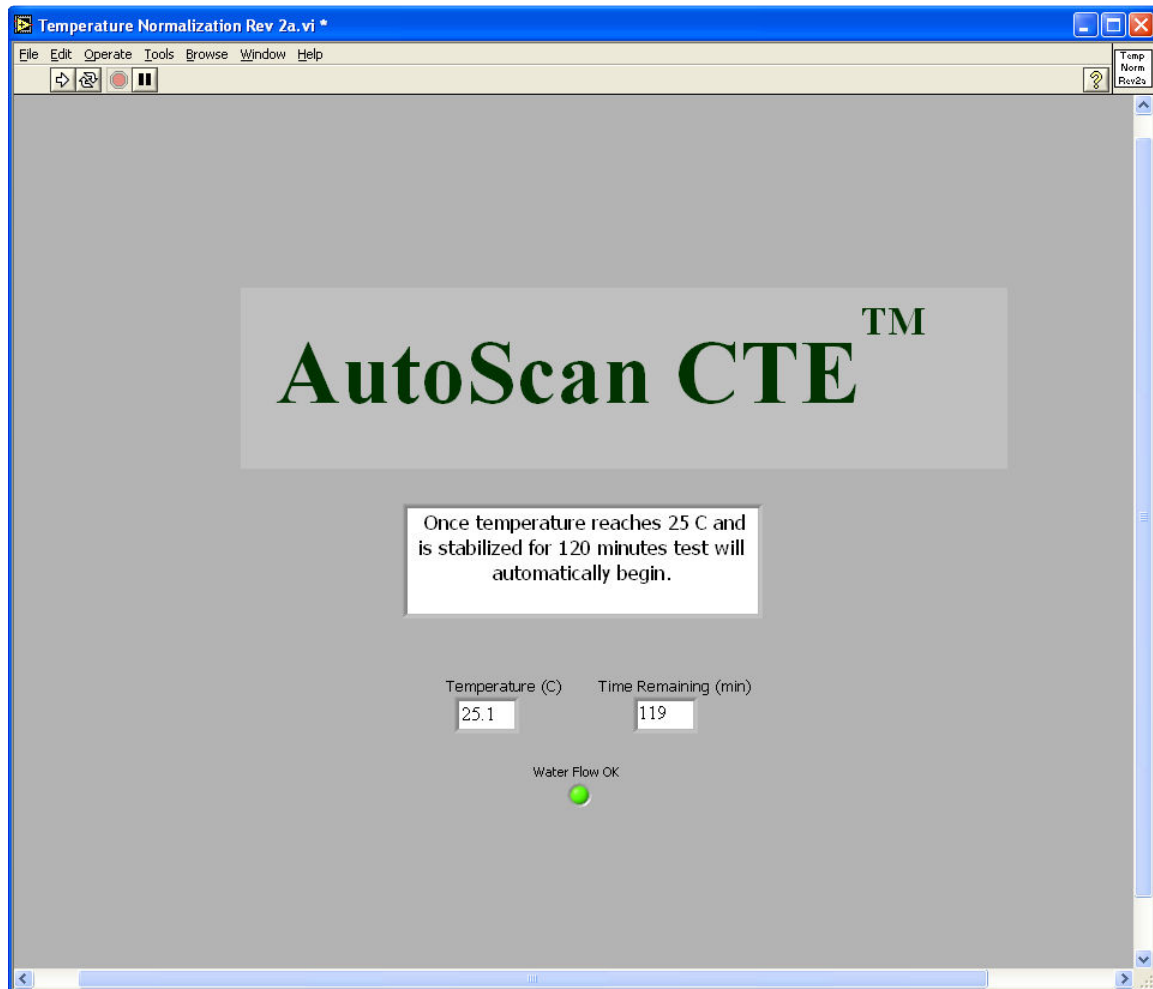 Temperature Normalization Rev 2a.vi *
File Edit Operate Tools Browse Window Help
Temp
Norm
Rev2a
AutoScan CTE™
Once temperature reaches 25 C and
is stabilized for 120 minutes test will
automatically begin.
Temperature (C) Time Remaining (min)
25.1 119
Water Flow OK